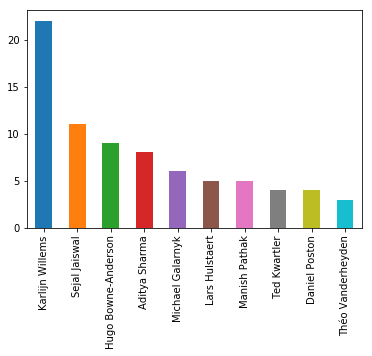 20
15
10
5
0
Karlijn Willems
Sejal Jaiswal
Hugo Bowne-Anderson
Aditya Sharma
Michael Galarnyk
Lars Hulstaert
Manish Pathak
Ted Kwartler
Daniel Poston
Théo Vanderheyden